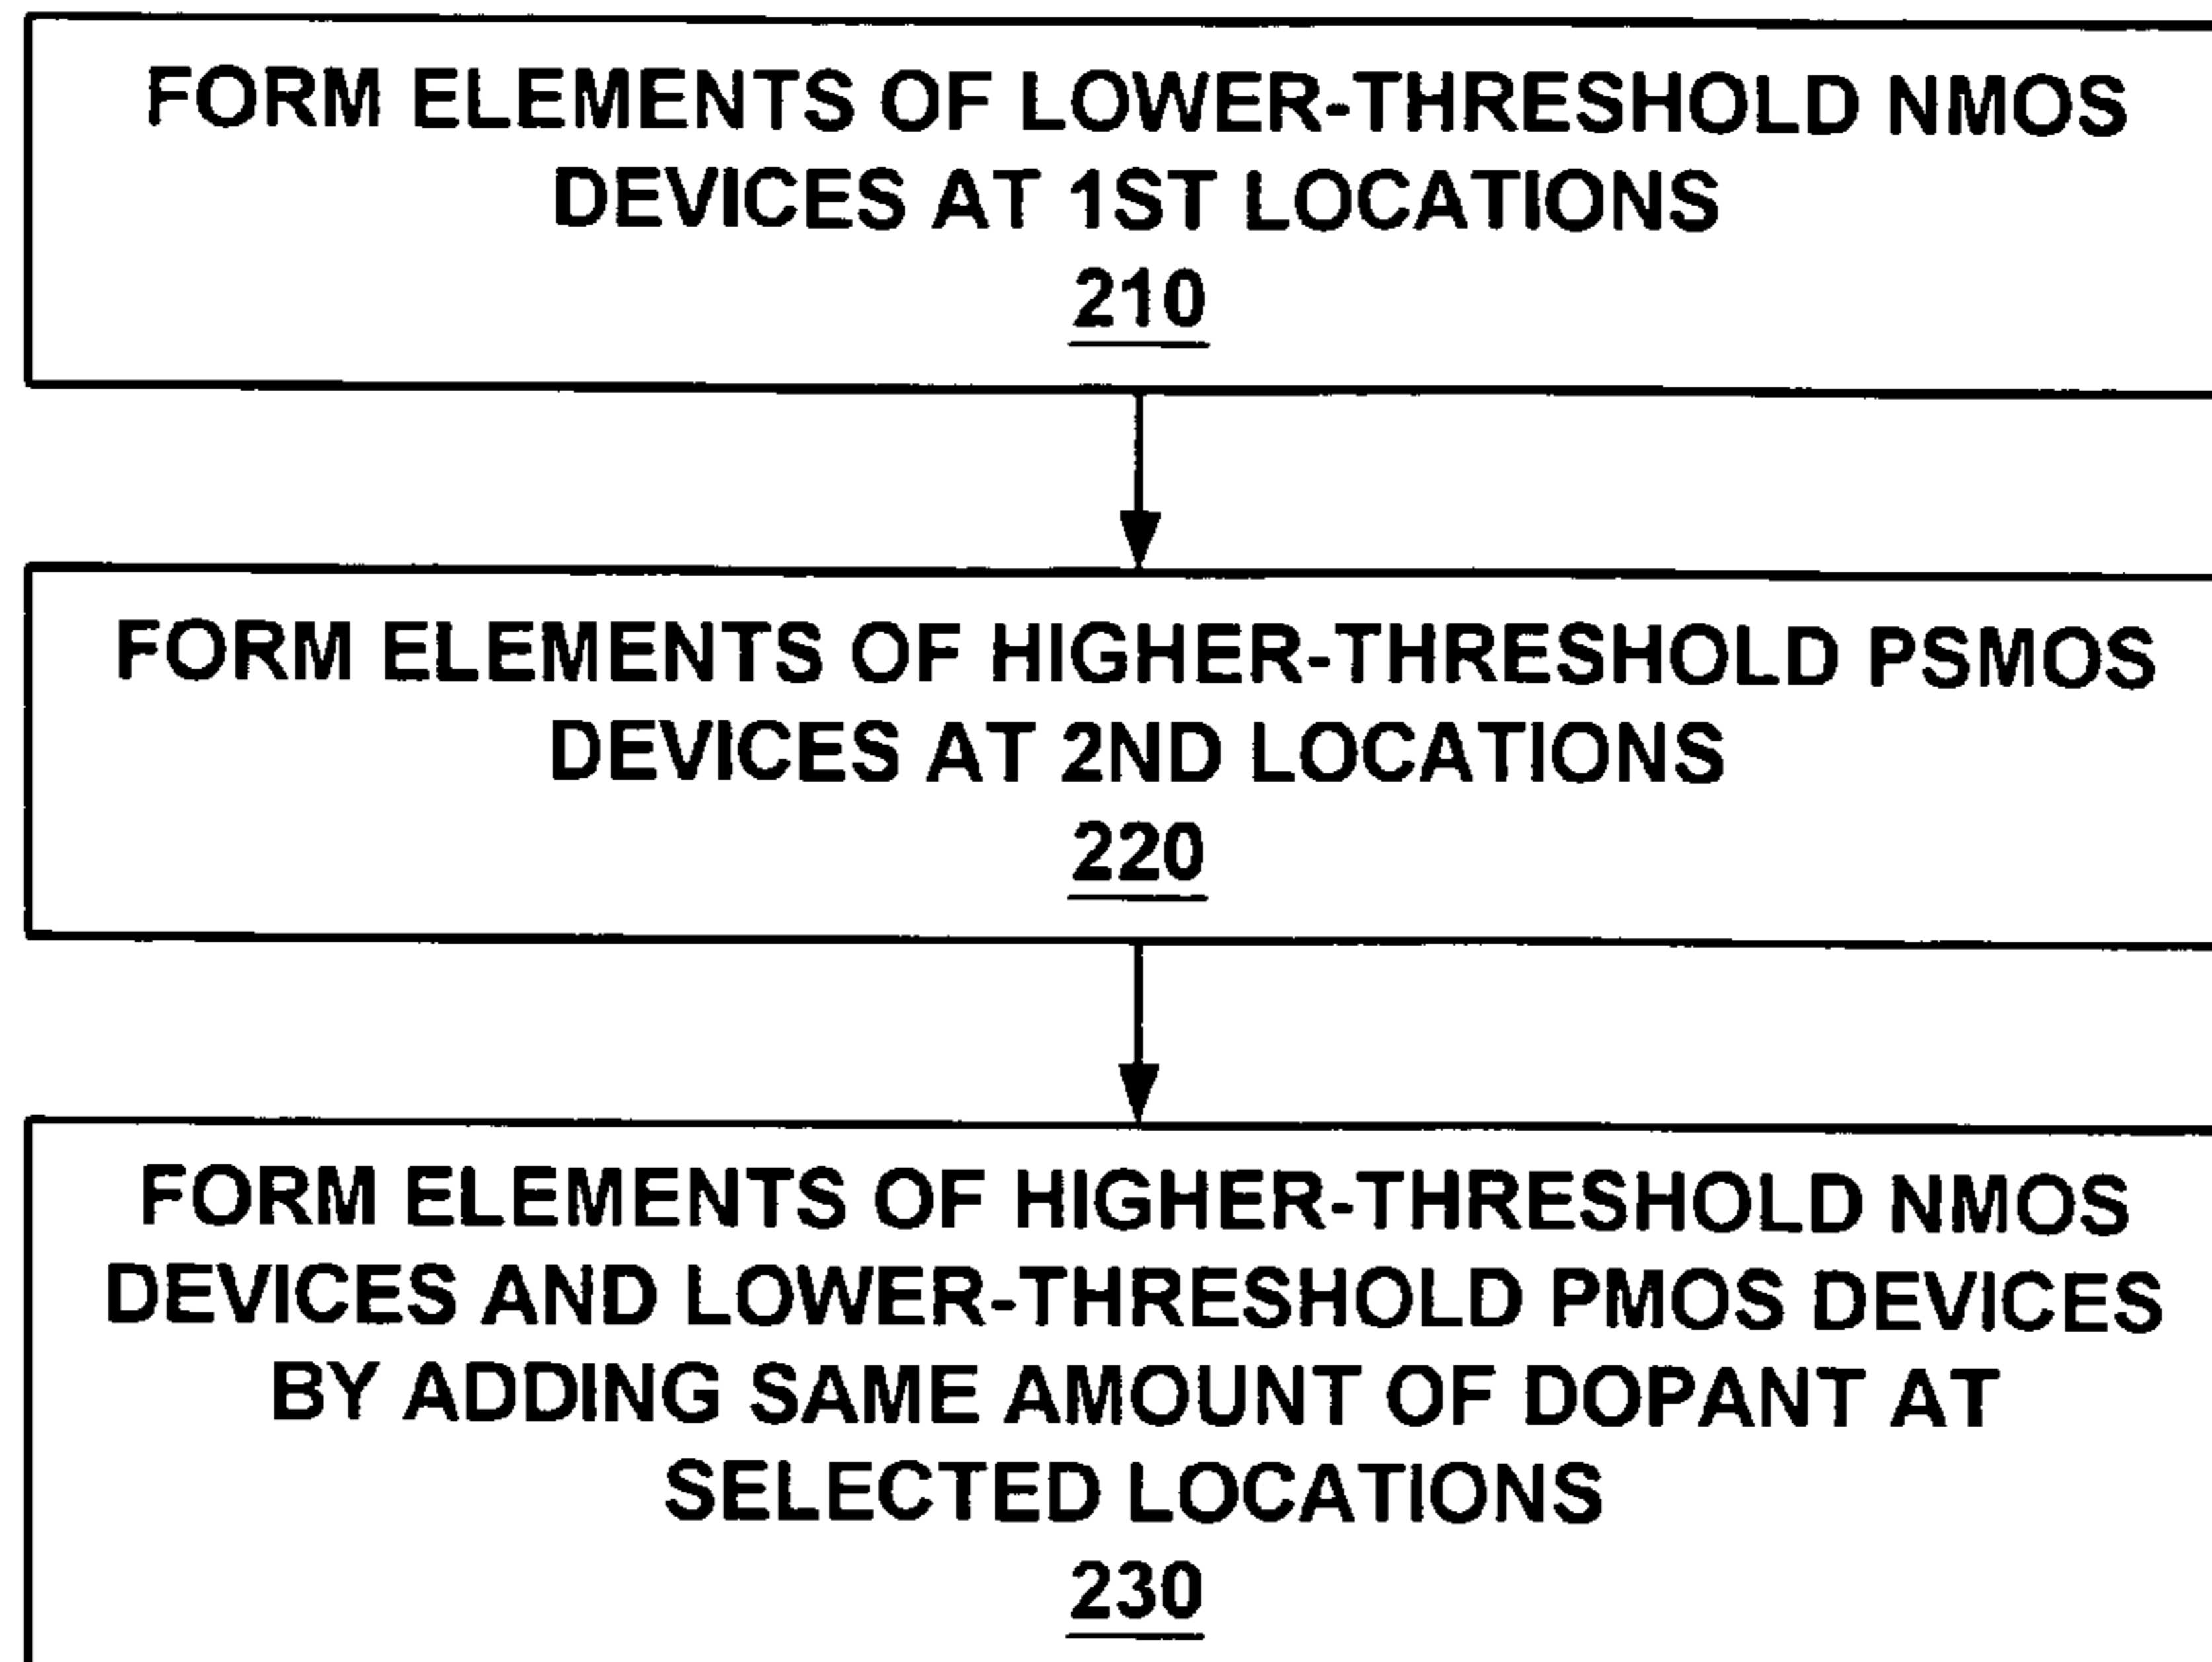 FORM ELEMENTS OF LOWER-THRESHOLD NMOS
DEVICES AT 1ST LOCATIONS
210
FORM ELEMENTS OF HIGHER-THRESHOLD PSMOS
DEVICES AT 2ND LOCATIONS
220
FORM ELEMENTS OF HIGHER-THRESHOLD NMOS
DEVICES AND LOWER-THRESHOLD PMOS DEVICES
BY ADDING SAME AMOUNT OF DOPANT AT
SELECTED LOCATIONS
230